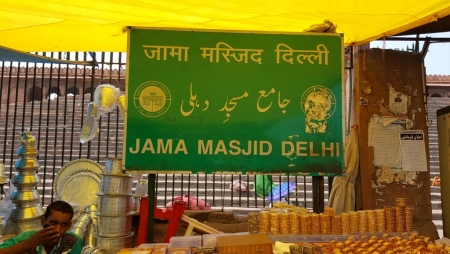 जामा मस्जिद दिल्ली
جامع مسجد دہلی
JAMA MASJID DELHI